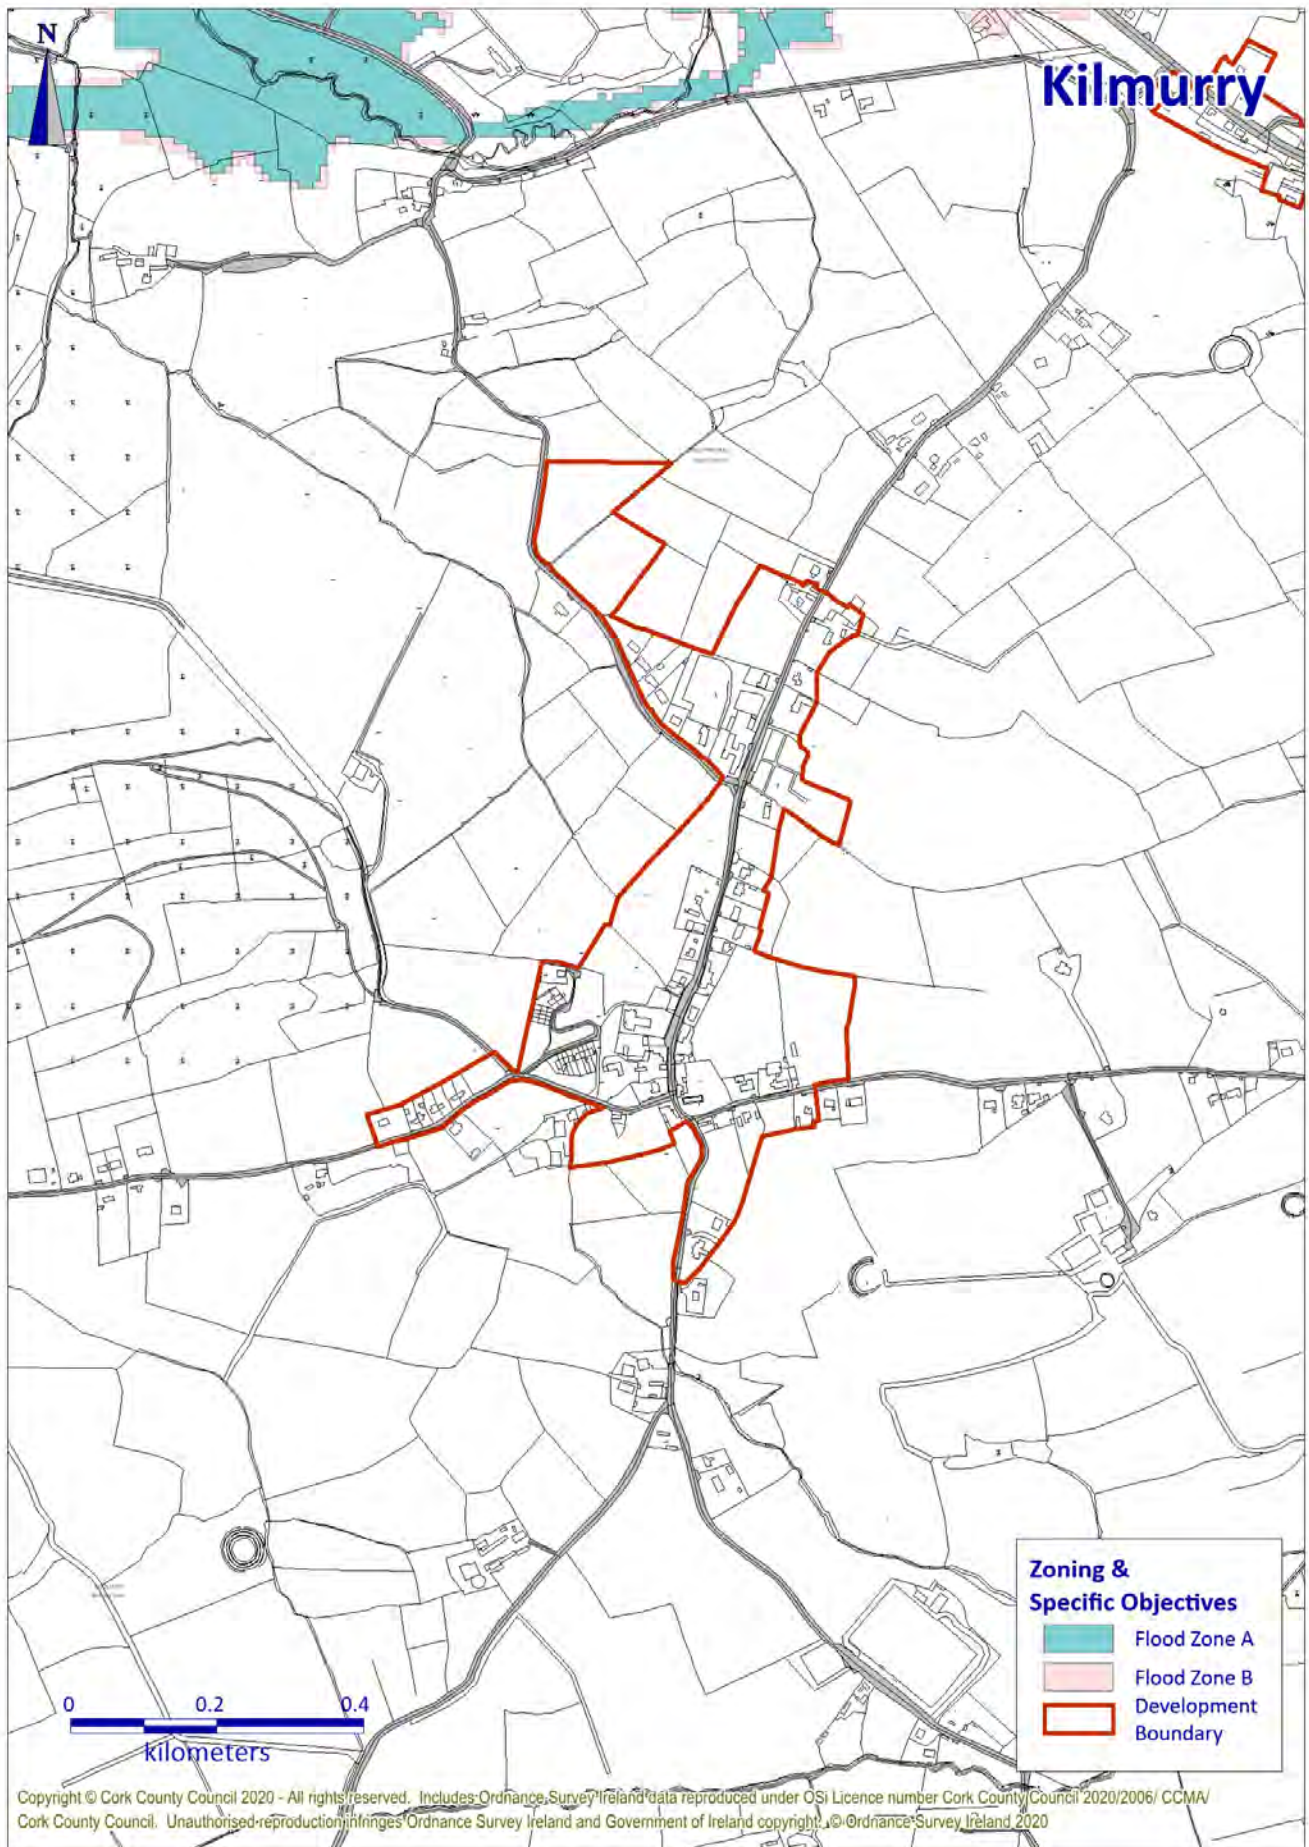 N
Kilmurry
Zoning &
Specific Objectives
Flood Zone A
Flood Zone B
Development
Boundary
0 0.2 0.4
kilometers
Copyright © Cork County Council 2020 - All rights reserved. Includes Ordnance Survey Ireland data reproduced under OSi Licence number Cork County Council 2020/2006/ CCMA/
Cork County Council. Unauthorised reproduction infringes Ordnance Survey Ireland and Government of Ireland copyright. © Ordnance Survey Ireland 2020